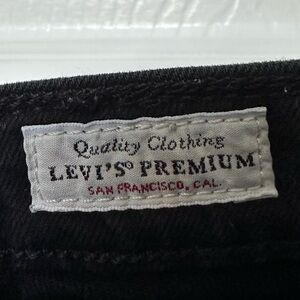 Quality Clothing
LEVI'S® PREMIUM
SAN FRANCISCO, CAL.